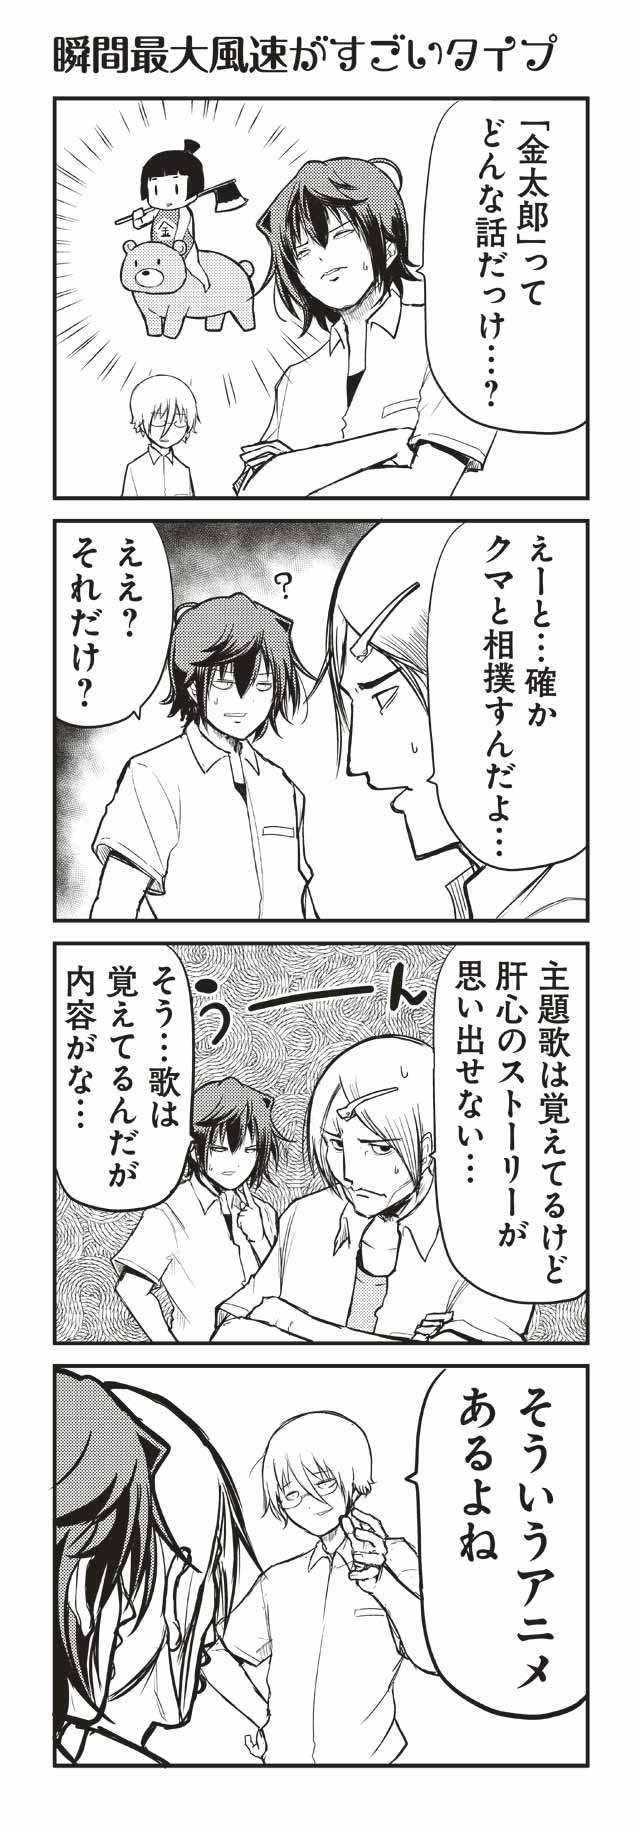 瞬間最大風速がすごいタイプ
「金太郎」って
どんな話だっけ…？
金
えーと…確か
クマと相撲すんだよ…
？
ええ？
それだけ？
主題歌は覚えてるけど
肝心のストーリーが
思い出せない…
うーーん
そう…歌は
覚えてるんだが
内容がな…
そういうアニメ
あるよね